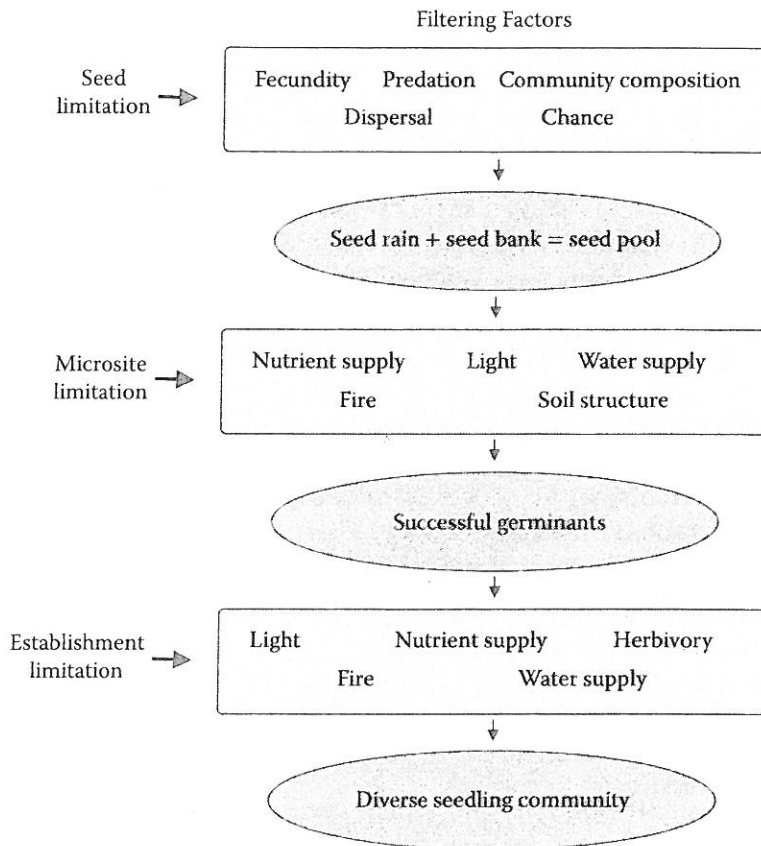 Filtering Factors
Seed
limitation
Fecundity Predation Community composition
Dispersal Chance
Seed rain + seed bank = seed pool
Microsite
limitation
Nutrient supply Light Water supply
Fire Soil structure
Successful germinants
Establishment
limitation
Light Nutrient supply Herbivory
Fire Water supply
Diverse seedling community